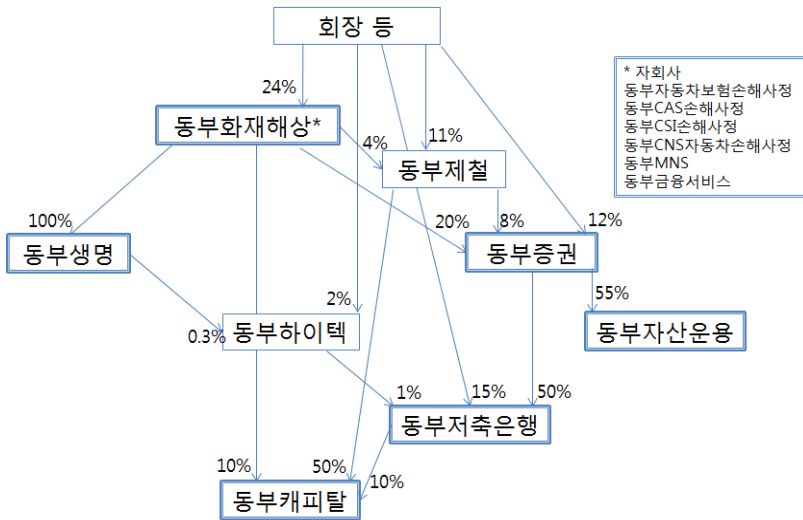 회장 등
* 자회사
동부자동차보험손해사정
동부CAS손해사정
동부CSI손해사정
동부CNS자동차손해사정
동부MNS
동부금융서비스
24%
동부화재해상*
4%
11%
동부제철
100%
20%
8%
12%
동부생명
동부증권
2%
55%
0.3%
동부하이텍
동부자산운용
1%
15%
50%
동부저축은행
10%
50%
10%
동부캐피탈